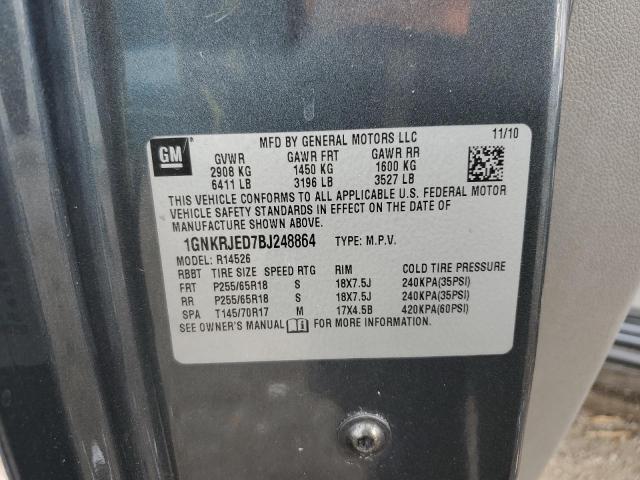 MFD BY GENERAL MOTORS LLC 11/10
GM
GVWR GAWR FRT GAWR RR
2908 KG 1450 KG 1600 KG
6411 LB 3196 LB 3527 LB
THIS VEHICLE CONFORMS TO ALL APPLICABLE U.S. FEDERAL MOTOR
VEHICLE SAFETY STANDARDS IN EFFECT ON THE DATE OF
MANUFACTURE SHOWN ABOVE.
1GNKRJED7BJ248864 TYPE: M.P.V.
MODEL: R14526
RBBT TIRE SIZE SPEED RTG RIM COLD TIRE PRESSURE
FRT P255/65R18 S 18X7.5J 240KPA(35PSI)
RR P255/65R18 S 18X7.5J 240KPA(35PSI)
SPA T145/70R17 M 17X4.5B 420KPA(60PSI)
SEE OWNER'S MANUAL FOR MORE INFORMATION.